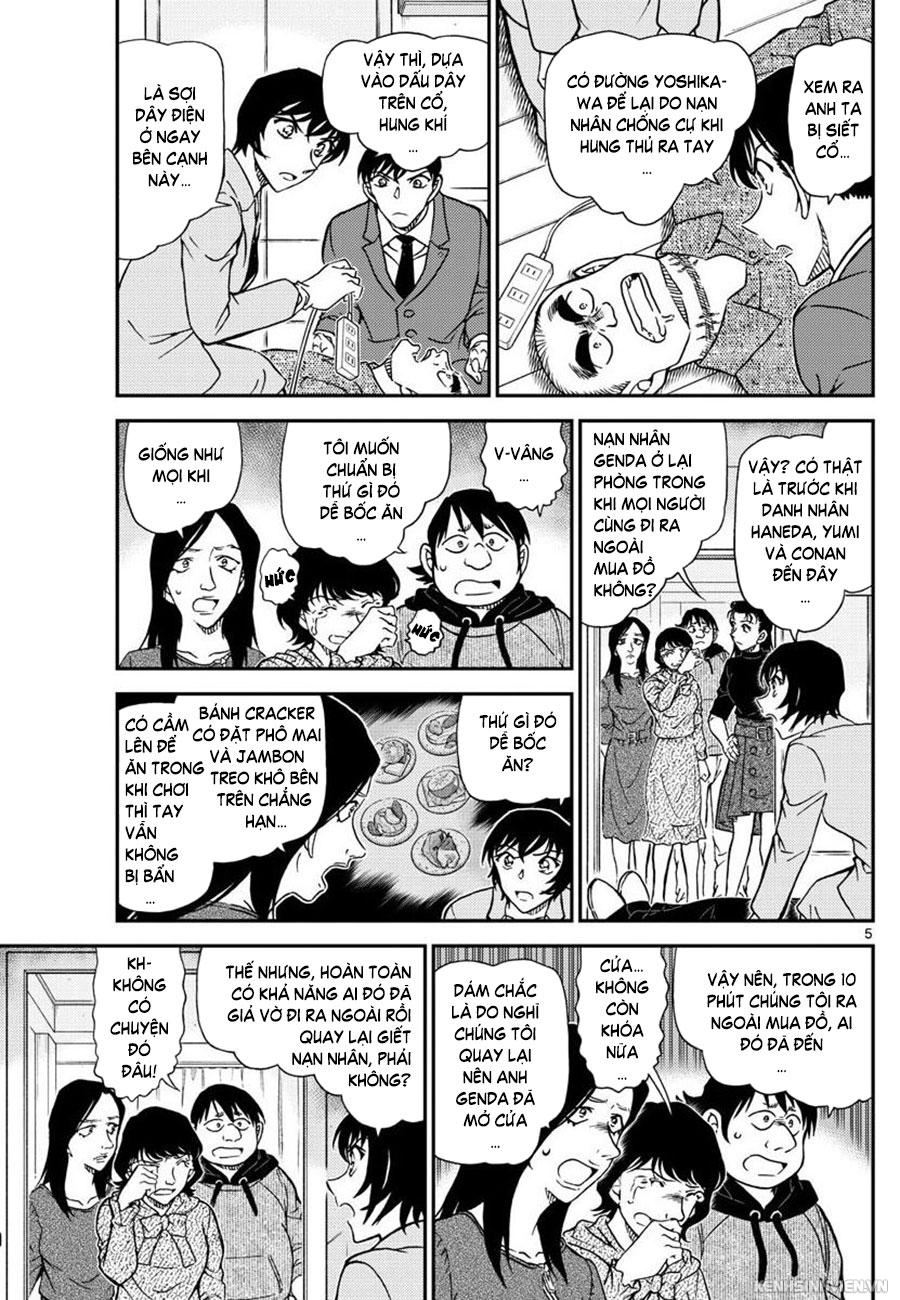 XEM RA
ANH TA
BỊ SIẾT
CỔ...
CÓ ĐƯỜNG YOSHIKA-
WA ĐỂ LẠI DO NẠN
NHÂN CHỐNG CỰ KHI
HUNG THỦ RA TAY
...
VẬY THÌ, DỰA
VÀO DẤU DÂY
TRÊN CỔ,
HUNG KHÍ
...
LÀ SỢI
DÂY ĐIỆN
Ở NGAY
BÊN CẠNH
NÀY...
VẬY? CÓ THẬT
LÀ TRƯỚC KHI
DANH NHÂN
HANEDA, YUMI
VÀ CONAN
ĐẾN ĐÂY
...
NẠN NHÂN
GENDA Ở LẠI
PHÒNG TRONG
KHI MỌI NGƯỜI
CÙNG ĐI RA
NGOÀI
MUA ĐỒ
KHÔNG?
V-VÂNG
...
TÔI MUỐN
CHUẨN BỊ
THỨ GÌ ĐÓ
DỄ BỐC ĂN
...
GIỐNG NHƯ
MỌI KHI
...
HỨC
HỨC
THỨ GÌ ĐÓ
DỄ BỐC
ĂN?
BÁNH CRACKER
CÓ ĐẶT PHÔ MAI
VÀ JAMBON
TREO KHÔ BÊN
TRÊN CHẲNG
HẠN...
CÓ CẦM
LÊN ĐỂ
ĂN TRONG
KHI CHƠI
THÌ TAY
VẪN
KHÔNG
BỊ BẨN
...
5
VẬY NÊN, TRONG 10
PHÚT CHÚNG TÔI RA
NGOÀI MUA ĐỒ, AI
ĐÓ ĐÃ ĐẾN
...
CỬA...
KHÔNG
CÒN
KHÓA
NỮA
...
DÁM CHẮC
LÀ DO NGHĨ
CHÚNG TÔI
QUAY LẠI
NÊN ANH
GENDA ĐÃ
MỞ CỬA
...
THẾ NHƯNG, HOÀN TOÀN
CÓ KHẢ NĂNG AI ĐÓ ĐÃ
GIẢ VỜ ĐI RA NGOÀI RỒI
QUAY LẠI GIẾT
NẠN NHÂN, PHẢI
KHÔNG?
KH-
KHÔNG
CÓ
CHUYỆN
ĐÓ
ĐÂU!
KENHSINHVIEN.VN